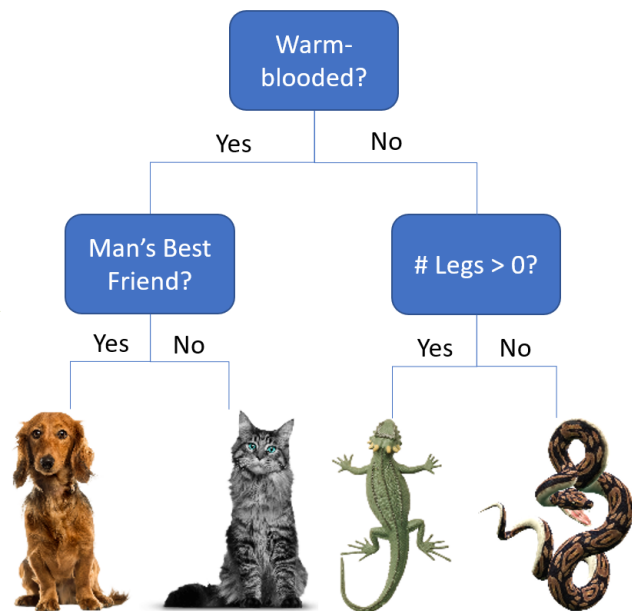 Warm-
blooded?
Yes
No
Man's Best
Friend?
# Legs > 0?
Yes
No
Yes
No